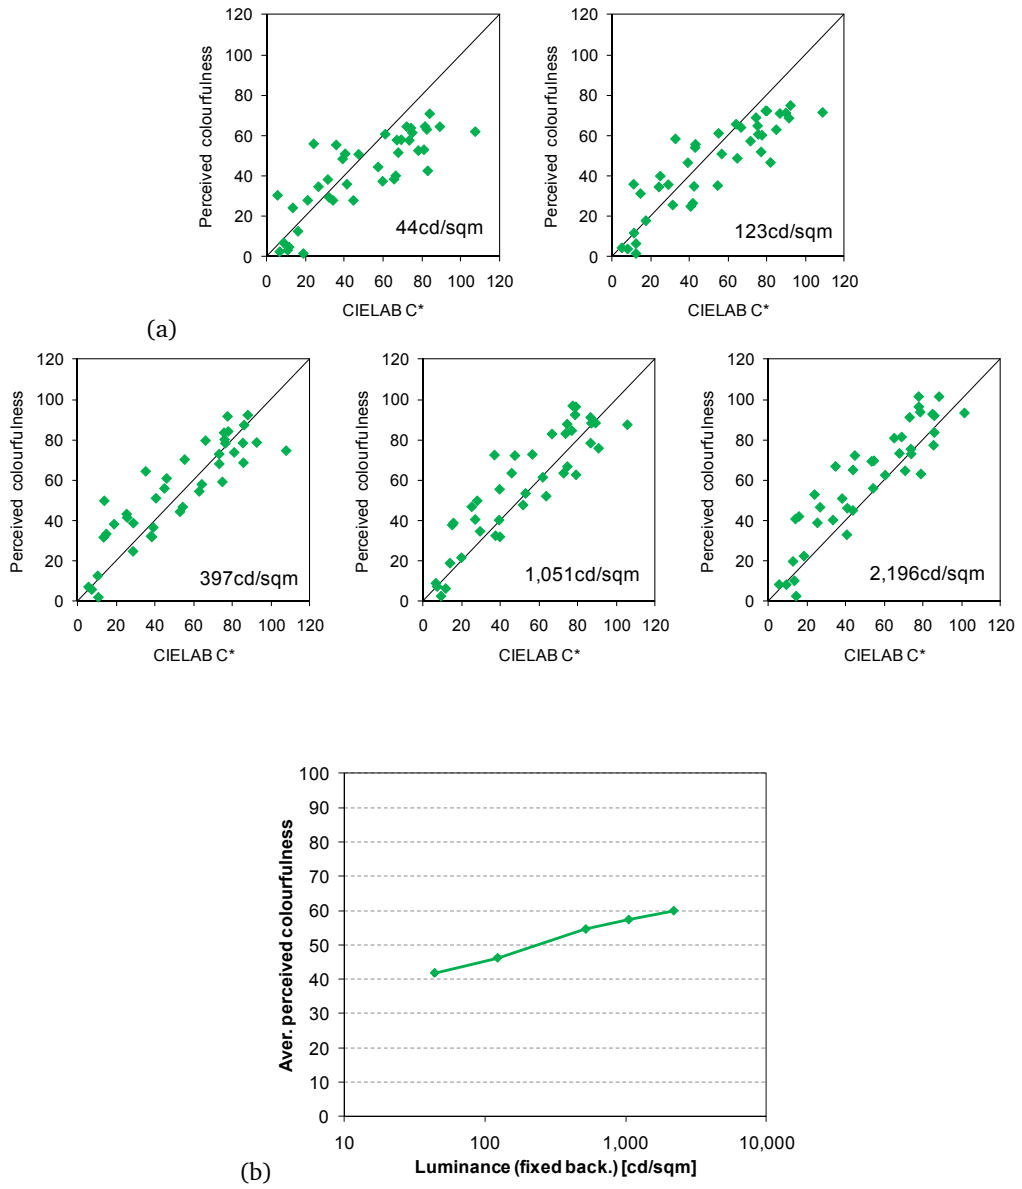 120
100
80
60
40
20
0
Perceived colourfulness
44cd/sqm
0 20 40 60 80 100 120
CIELAB C*
120
100
80
60
40
20
0
Perceived colourfulness
123cd/sqm
0 20 40 60 80 100 120
CIELAB C*
(a)
120
100
80
60
40
20
0
Perceived colourfulness
397cd/sqm
0 20 40 60 80 100 120
CIELAB C*
120
100
80
60
40
20
0
Perceived colourfulness
1,051cd/sqm
0 20 40 60 80 100 120
CIELAB C*
120
100
80
60
40
20
0
Perceived colourfulness
2,196cd/sqm
0 20 40 60 80 100 120
CIELAB C*
100
90
80
70
60
50
40
30
20
10
0
Aver. perceived colourfulness
10 100 1,000 10,000
Luminance (fixed back.) [cd/sqm]
(b)